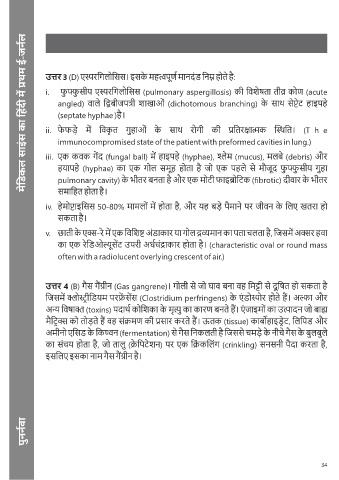 मेडिकल साइंस का हिंदी में प्रथम ई-जर्नल
उत्तर 3 (D) एस्परगिलोसिस। इसके महत्वपूर्ण मानदंड निम्न होते है:
i. फुफ्फुसीय एस्परगिलोसिस (pulmonary aspergillosis) की विशेषता तीव्र कोण (acute
angled) वाले द्विबीजपत्री शाखाओं (dichotomous branching) के साथ सेप्टेट हाइपहे
(septate hyphae )है।
ii. फेफड़े में विकृत गुहाओं के साथ रोगी की प्रतिरक्षात्मक स्थिति। (T h e
immunocompromised state of the patient with preformed cavities in lung.)
iii. एक कवक गेंद (fungal ball) में हाइपहे (hyphae), श्लेम (mucus), मलबे (debris) और
हयापहे (hyphae) का एक गोल समूह होता है जो एक पहले से मौजूद फुफ्फुसीय गुहा
pulmonary cavity) के भीतर बनता है और एक मोटी फाइब्रोटिक (fibrotic) दीवार के भीतर
समाहित होता है।
iv. हेमोप्टाइसिस 50-80% मामलों में होता है, और यह बड़े पैमाने पर जीवन के लिए खतरा हो
सकता है।
v. छाती के एक्स-रे में एक विशिष्ट अंडाकार या गोल द्रव्यमान का पता चलता है, जिसमें अक्सर हवा
का एक रेडिओल्यूसेंट उपरी अर्धचंद्राकार होता है। (characteristic oval or round mass
often with a radiolucent overlying crescent of air.)
उत्तर 4 (B) गैस गैंग्रीन (Gas gangrene)। गोली से जो घाव बना वह मिट्टी से दूषित हो सकता है
जिसमें क्लोस्ट्रीडियम परफ्रेंसेंस (Clostridium perfringens) के एंडोस्पोर होते हैं। अल्फा और
अन्य विषाक्त (toxins) पदार्थ कोशिका के मृत्यु का कारण बनते हैं। एंजाइमों का उत्पादन जो बाह्य
मैट्रिक्स को तोड़ते हैं वह संक्रमण की प्रसार करते हैं। ऊतक (tissue) कार्बोहाइड्रेट, लिपिड और
अमीनो एसिड के किण्वन (fermentation) से गैस निकलती है जिससे चमड़े के नीचे गैस के बुलबुले
का संचय होता है, जो तालु (क्रेपिटेशन) पर एक क्रिंकलिंग (crinkling) सनसनी पैदा करता है,
इसलिए इसका नाम गैस गैंग्रीन है।
पुनर्नवा
34